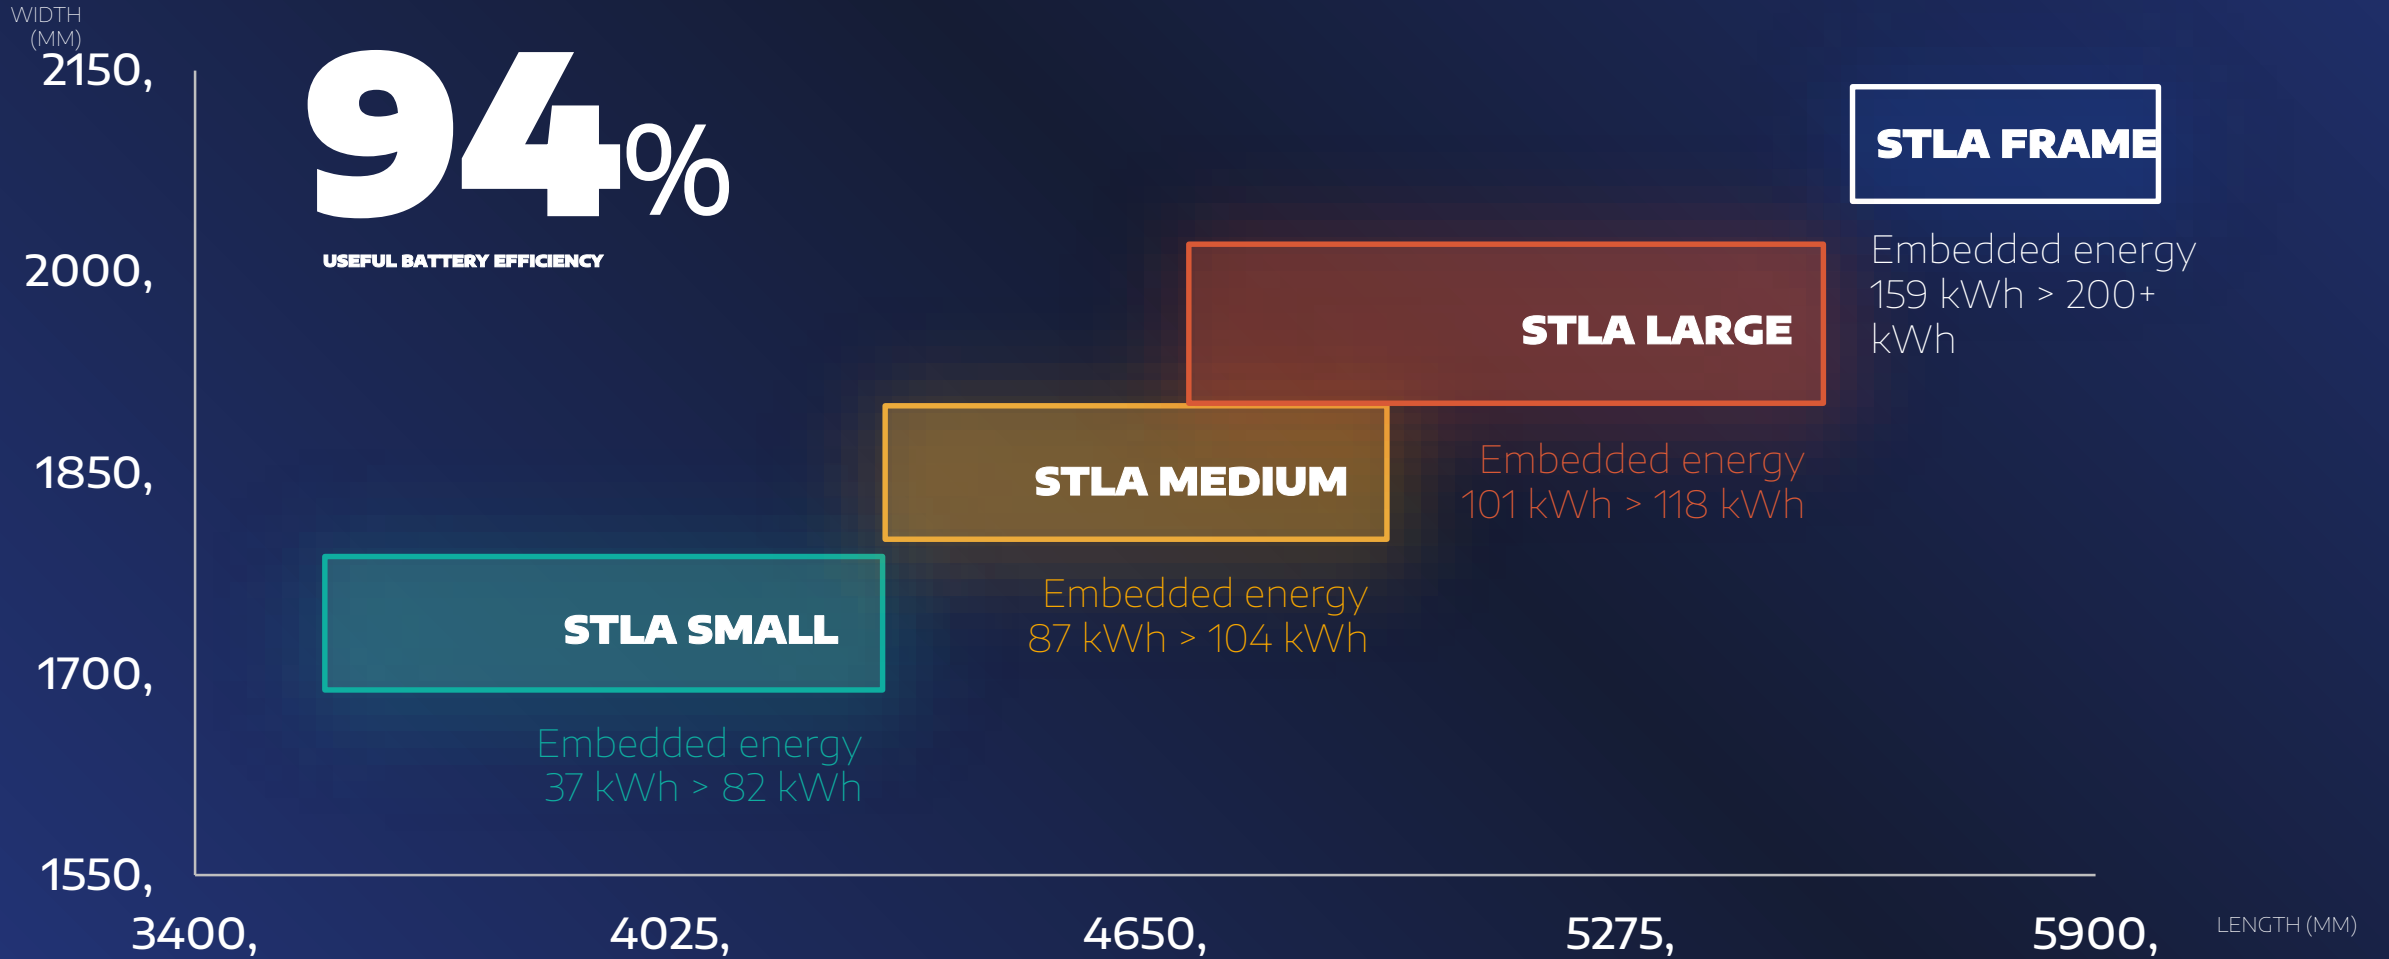 WIDTH
(MM)
2150,
94%
USEFUL BATTERY EFFICIENCY
STLA FRAME
Embedded energy
159 kWh > 200+
kWh
2000,
STLA LARGE
Embedded energy
101 kWh > 118 kWh
1850,
STLA MEDIUM
Embedded energy
87 kWh > 104 kWh
1700,
STLA SMALL
Embedded energy
37 kWh > 82 kWh
1550,
3400,
4025,
4650,
5275,
5900,
LENGTH (MM)